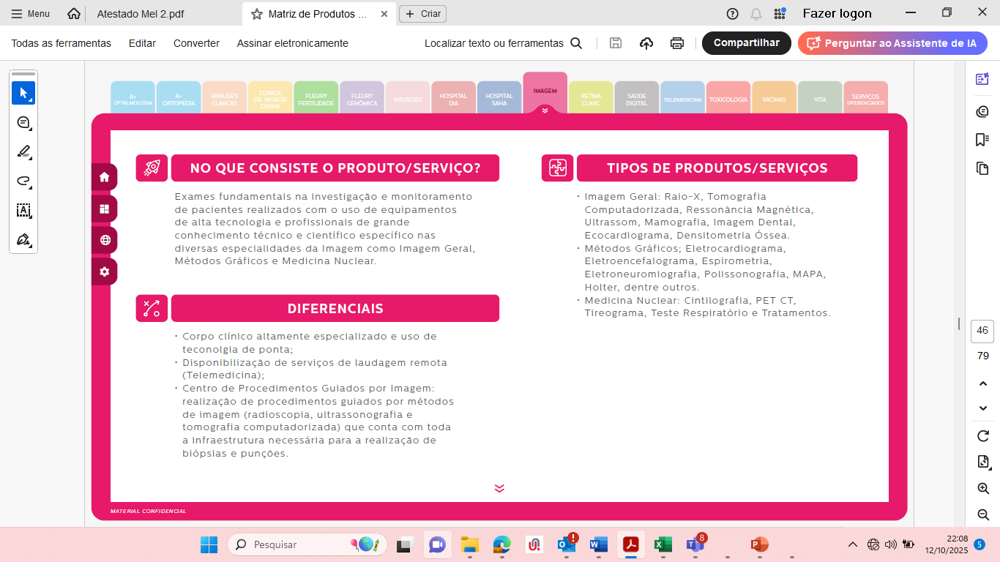 Menu
Atestado Mel 2.pdf
Matriz de Produtos ...
Criar
Fazer logon
Todas as ferramentas
Editar
Converter
Assinar eletronicamente
Localizar texto ou ferramentas
Compartilhar
Perguntar ao Assistente de IA
A+
OFTALMOLOGIA
A+
ORTOPEDIA
ANÁLISES
CLÍNICAS
CLÍNICA
DR. MOACIR
CUNHA
FLEURY
FERTILIDADE
FLEURY
GENÔMICA
INFUSÕES
HOSPITAL
DIA
HOSPITAL
SAHA
IMAGEM
RETINA
CLINIC
SAÚDE
DIGITAL
TELEMEDICINA
TOXICOLOGIA
VACINAS
VITA
SERVIÇOS
DIFERENCIADOS
NO QUE CONSISTE O PRODUTO/SERVIÇO?
Exames fundamentais na investigação e monitoramento
de pacientes realizados com o uso de equipamentos
de alta tecnologia e profissionais de grande
conhecimento técnico e científico específico nas
diversas especialidades da Imagem como Imagem Geral,
Métodos Gráficos e Medicina Nuclear.
DIFERENCIAIS
• Corpo clínico altamente especializado e uso de
teconolgia de ponta;
• Disponibilização de serviços de laudagem remota
(Telemedicina);
• Centro de Procedimentos Guiados por Imagem:
realização de procedimentos guiados por métodos
de imagem (radioscopia, ultrassonografia e
tomografia computadorizada) que conta com toda
a infraestrutura necessária para a realização de
biópsias e punções.
TIPOS DE PRODUTOS/SERVIÇOS
• Imagem Geral: Raio-X, Tomografia
Computadorizada, Ressonância Magnética,
Ultrassom, Mamografia, Imagem Dental,
Ecocardiograma, Densitometria Óssea.
• Métodos Gráficos; Eletrocardiograma,
Eletroencefalograma, Espirometria,
Eletroneuromiografia, Polissonografia, MAPA,
Holter, dentre outros.
• Medicina Nuclear: Cintilografia, PET CT,
Tireograma, Teste Respiratório e Tratamentos.
MATERIAL CONFIDENCIAL
46
79
Pesquisar
8
22:08
12/10/2025
5